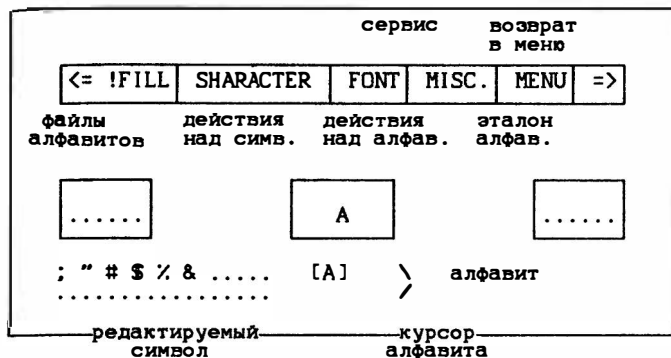 сервис возврат
в меню
<= !FILL SHARACTER FONT MISC. MENU =>
файлы действия действия эталон
алфавитов над симв. над алфав. алфав.
...... A ......
; " # $ % & ..... [A] \ алфавит
.................. /
редактируемый курсор
символ алфавита